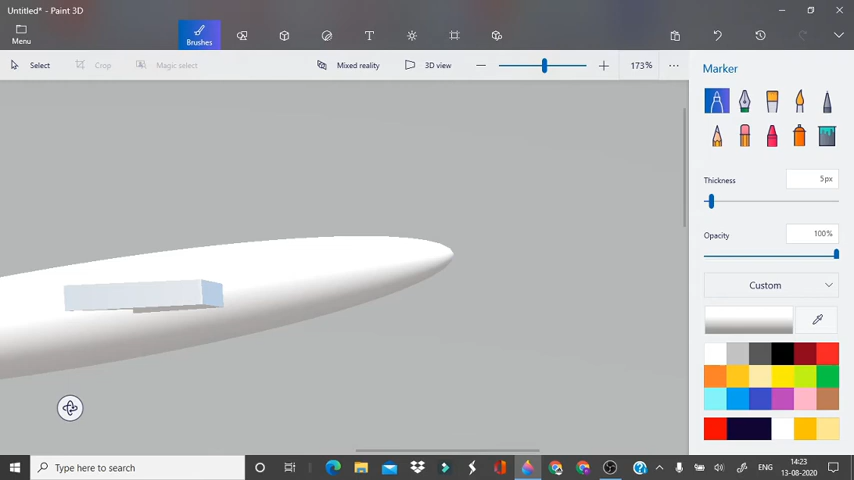 Untitled* - Paint 3D
Menu
Brushes
Select
Crop
Magic select
Mixed reality
3D view
173%
Marker
Thickness
5px
Opacity
100%
Custom
Type here to search
ENG
14:23
13-08-2020